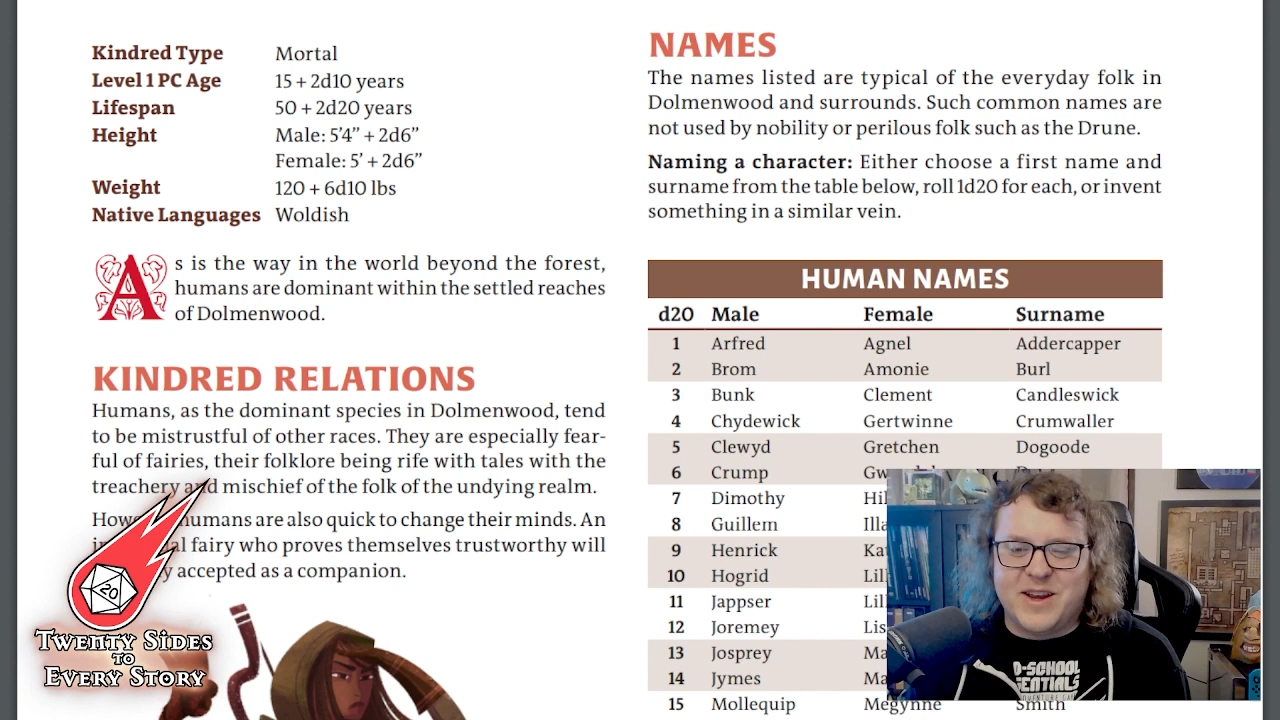 Kindred Type Mortal
Level 1 PC Age 15 + 2d10 years
Lifespan 50 + 2d20 years
Height Male: 5’4” + 2d6”
Female: 5’ + 2d6”
Weight 120 + 6d10 lbs
Native Languages Woldish
As is the way in the world beyond the forest,
humans are dominant within the settled reaches
of Dolmenwood.
KINDRED RELATIONS
Humans, as the dominant species in Dolmenwood, tend
to be mistrustful of other races. They are especially fear-
ful of fairies, their folklore being rife with tales with the
treachery and mischief of the folk of the undying realm.
humans are also quick to change their minds. An
fairy who proves themselves trustworthy will
accepted as a companion.
20
TWENTY SIDES
TO
EVERY STORY
NAMES
The names listed are typical of the everyday folk in
Dolmenwood and surrounds. Such common names are
not used by nobility or perilous folk such as the Drune.
Naming a character: Either choose a first name and
surname from the table below, roll 1d20 for each, or invent
something in a similar vein.
HUMAN NAMES
d20 Male Female Surname
1 Arfred Agnel Addercapper
2 Brom Amonie Burl
3 Bunk Clement Candleswick
4 Chydewick Gertwinne Crumwaller
5 Clewyd Gretchen Dogoode
6 Crump
7 Dimothy
8 Guillem
9 Henrick
10 Hogrid
11 Jappser
12 Joremey
13 Josprey
14 Jymes
15 Mollequip Megynne Smith